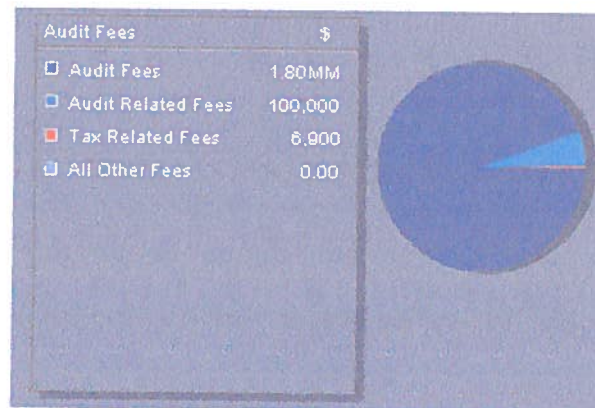 Audit Fees $
Audit Fees 1.80MM
Audit Related Fees 100,000
Tax Related Fees 6,900
All Other Fees 0.00